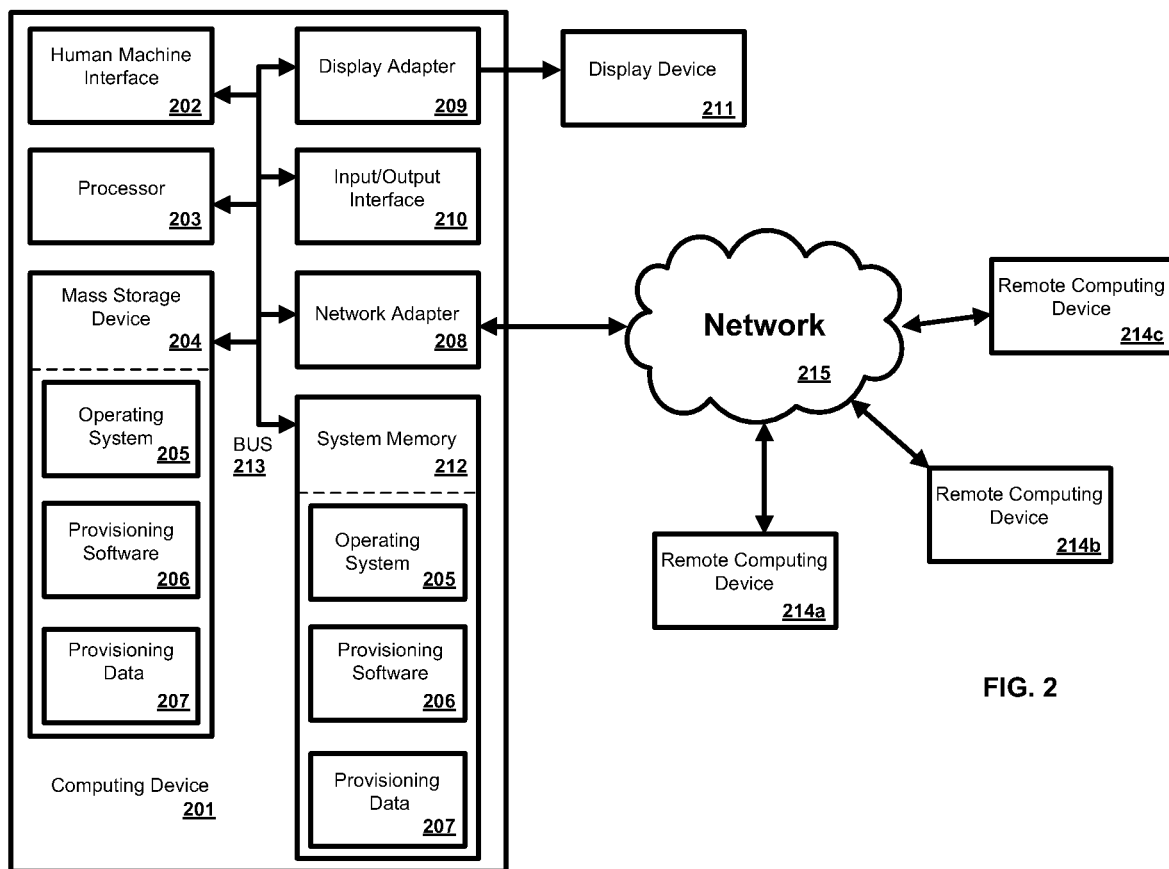 Human Machine
Interface
202
Processor
203
Mass Storage
Device
204
Operating
System
205
Provisioning
Software
206
Provisioning
Data
207
Computing Device
201
BUS
213
Display Adapter
209
Input/Output
Interface
210
Network Adapter
208
System Memory
212
Operating
System
205
Provisioning
Software
206
Provisioning
Data
207
Display Device
211
Network
215
Remote Computing
Device
214c
Remote Computing
Device
214b
Remote Computing
Device
214a
FIG. 2